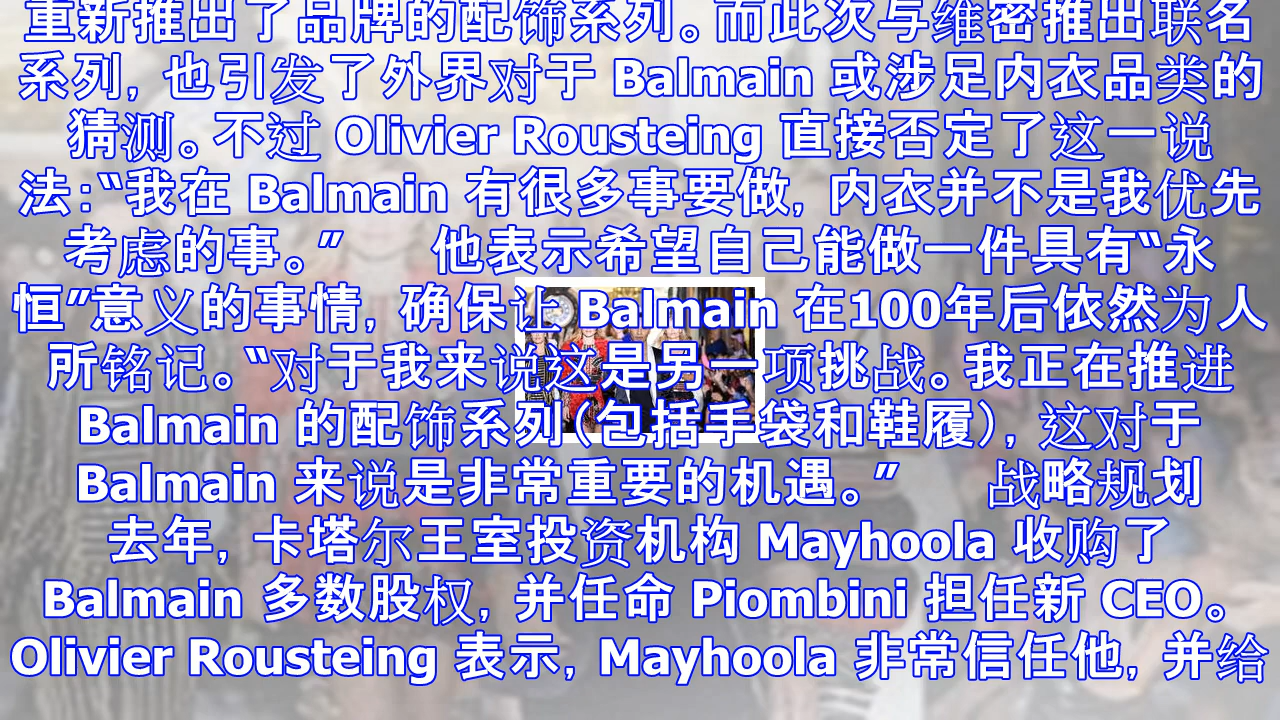 重新推出了品牌的配饰系列。而此次与维密推出联名
系列, 也引发了外界对于 Balmain 或涉足内衣品类的
猜测。不过 Olivier Rousteing 直接否定了这一说
法:“我在 Balmain 有很多事要做, 内衣并不是我优先
考虑的事。” 他表示希望自己能做一件具有“永
恒”意义的事情, 确保让 Balmain 在100年后依然为人
所铭记。“对于我来说这是另一项挑战。我正在推进
Balmain 的配饰系列(包括手袋和鞋履), 这对于
Balmain 来说是非常重要的机遇。” 战略规划
去年, 卡塔尔王室投资机构 Mayhoola 收购了
Balmain 多数股权, 并任命 Piombini 担任新 CEO。
Olivier Rousteing 表示, Mayhoola 非常信任他, 并给